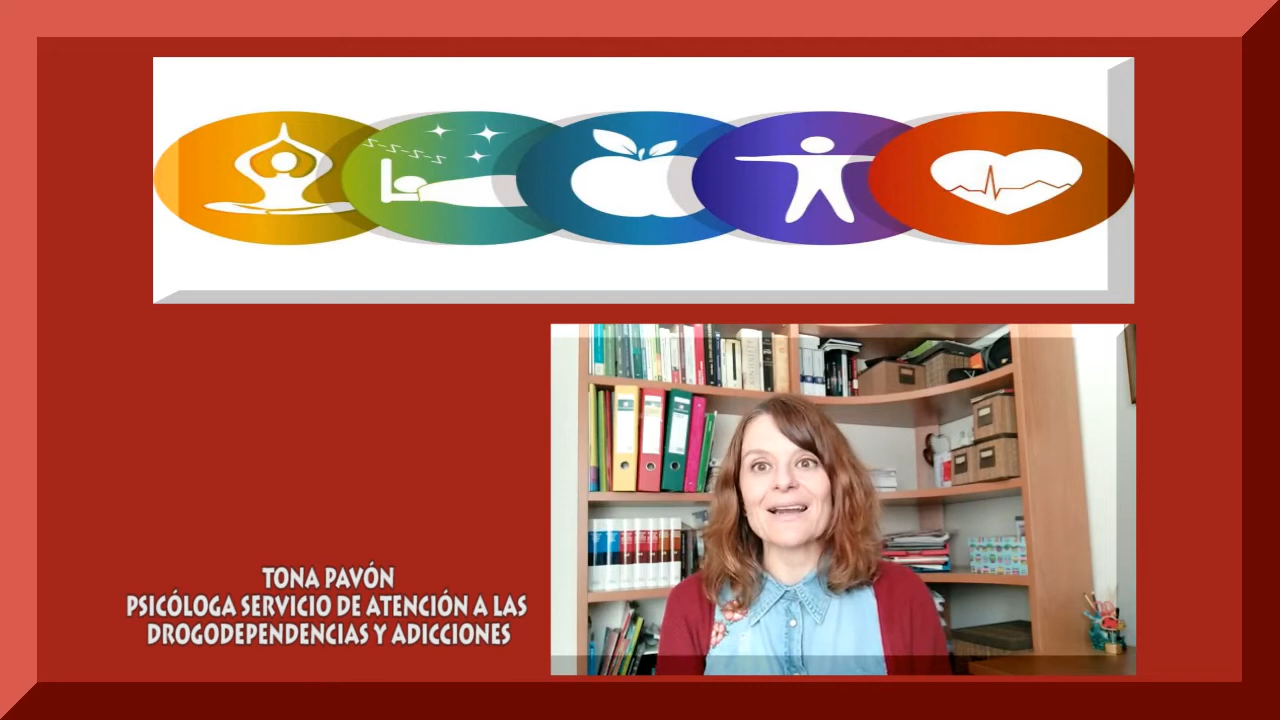 TONA PAVÓN
PSICÓLOGA SERVICIO DE ATENCIÓN A LAS
DROGODEPENDENCIAS Y ADICCIONES